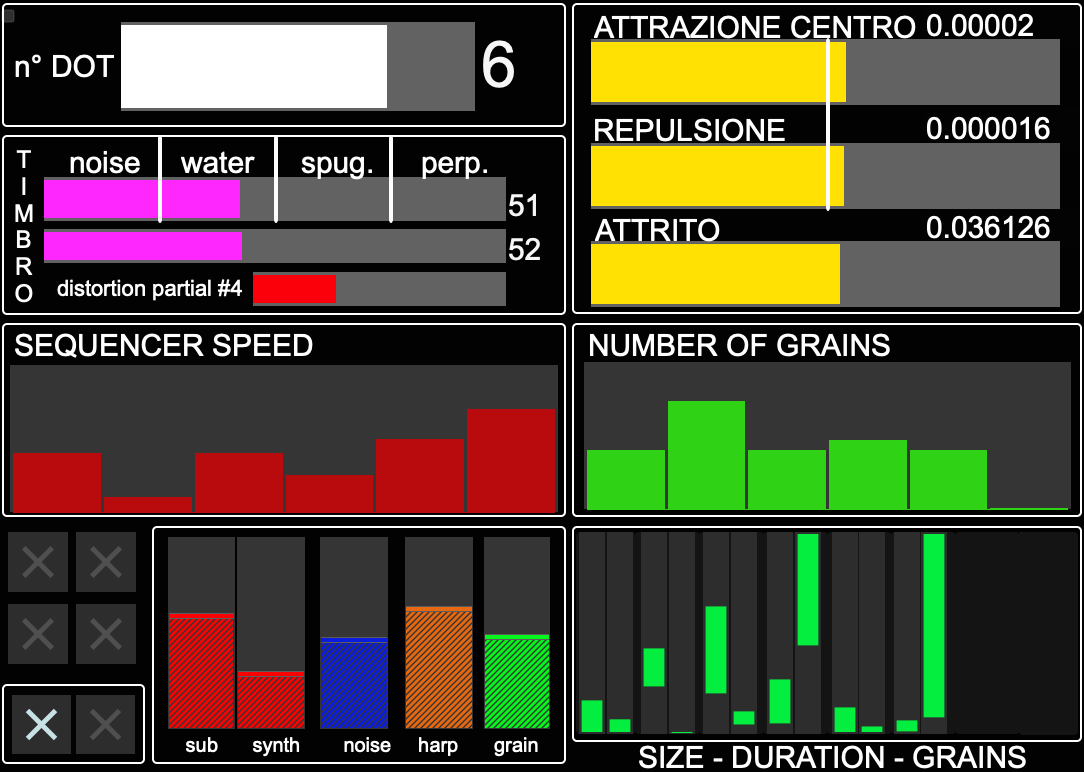 n° DOT 6
TIMBRO
noise water spug. perp.
51
52
distortion partial #4
ATTRAZIONE CENTRO 0.00002
REPULSIONE 0.000016
ATTRITO 0.036126
SEQUENCER SPEED
NUMBER OF GRAINS
sub synth noise harp grain
SIZE - DURATION - GRAINS